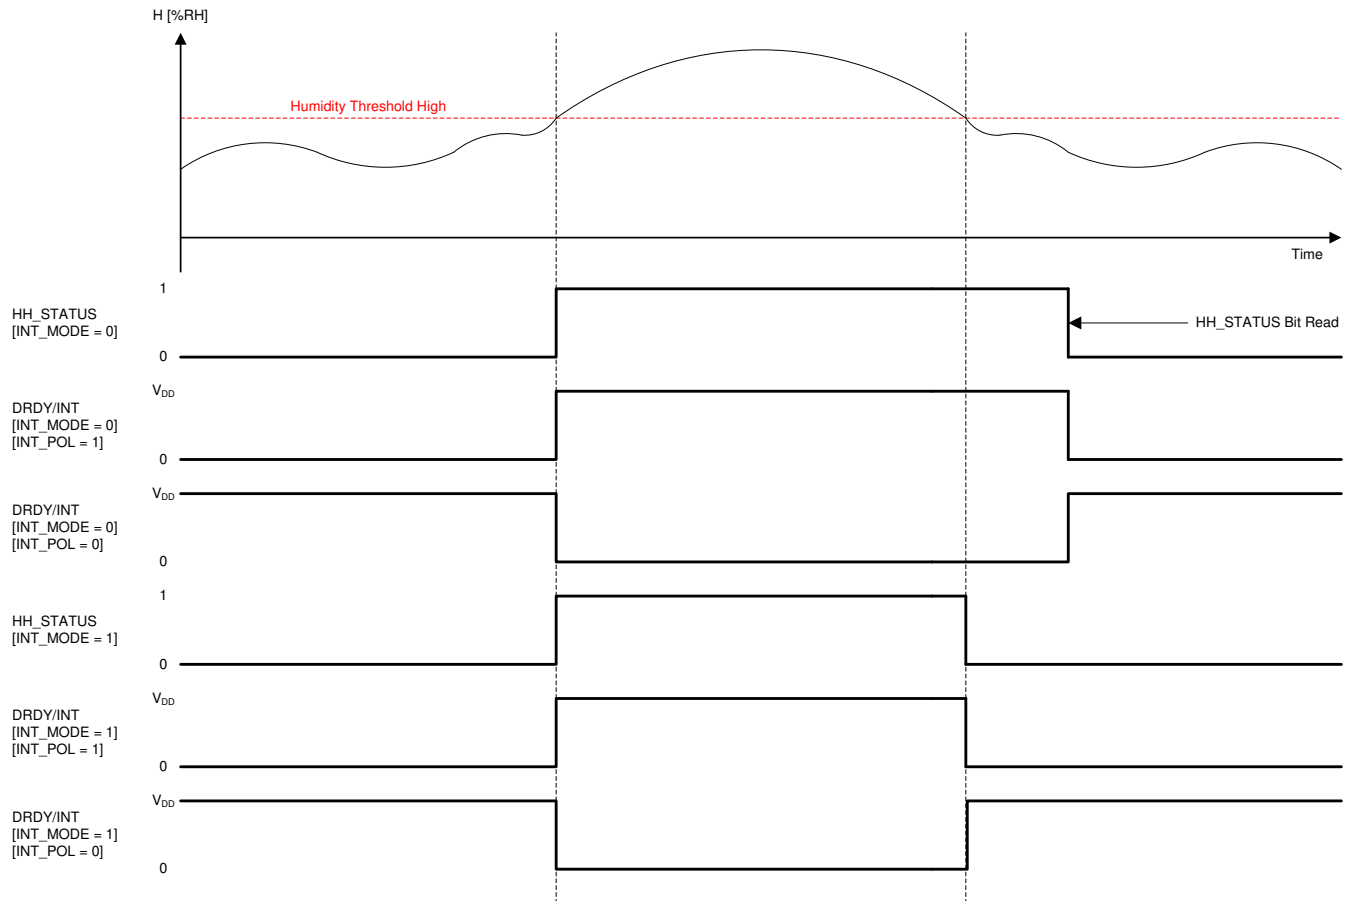 H [%RH]
Humidity Threshold High
Time
1
HH_STATUS
[INT_MODE = 0]
HH_STATUS Bit Read
0
VDD
DRDY/INT
[INT_MODE = 0]
[INT_POL = 1]
0
VDD
DRDY/INT
[INT_MODE = 0]
[INT_POL = 0]
0
1
HH_STATUS
[INT_MODE = 1]
0
VDD
DRDY/INT
[INT_MODE = 1]
[INT_POL = 1]
0
VDD
DRDY/INT
[INT_MODE = 1]
[INT_POL = 0]
0